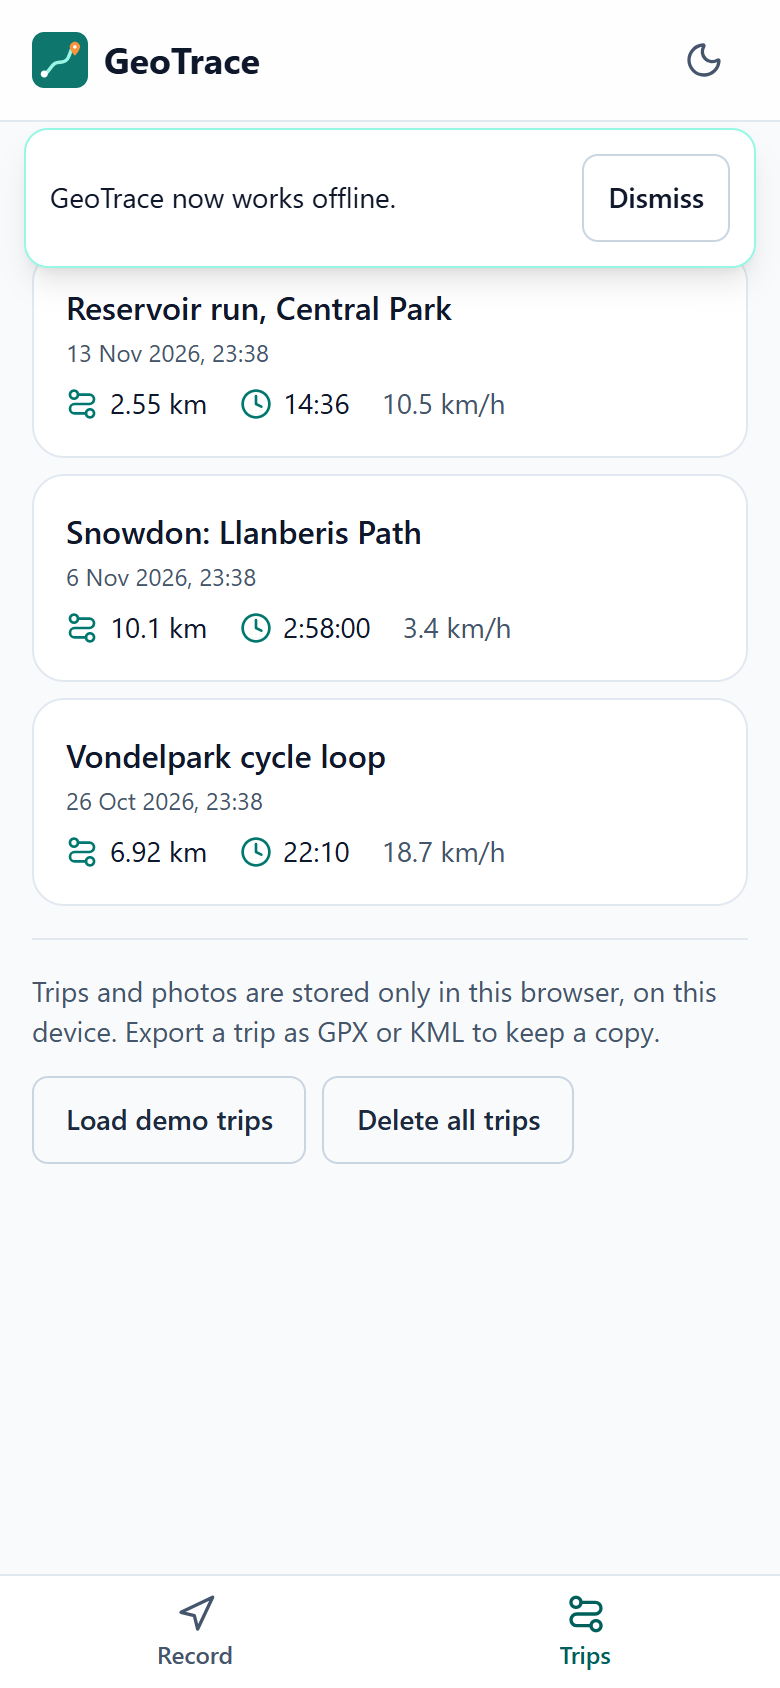 GeoTrace
GeoTrace now works offline.
Dismiss
Reservoir run, Central Park
13 Nov 2026, 23:38
2.55 km 14:36 10.5 km/h
Snowdon: Llanberis Path
6 Nov 2026, 23:38
10.1 km 2:58:00 3.4 km/h
Vondelpark cycle loop
26 Oct 2026, 23:38
6.92 km 22:10 18.7 km/h
Trips and photos are stored only in this browser, on this
device. Export a trip as GPX or KML to keep a copy.
Load demo trips Delete all trips
Record Trips